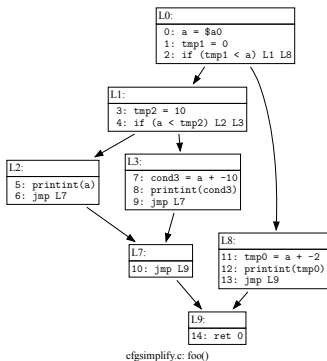 L0:
0: a = $a0
1: tmp1 = 0
2: if (tmp1 < a) L1 L8
L1:
3: tmp2 = 10
4: if (a < tmp2) L2 L3
L2:
5: printint(a)
6: jmp L7
L3:
7: cond3 = a + -10
8: printint(cond3)
9: jmp L7
L7:
10: jmp L9
L8:
11: tmp0 = a + -2
12: printint(tmp0)
13: jmp L9
L9:
14: ret 0
cfgsimplify.c: foo()